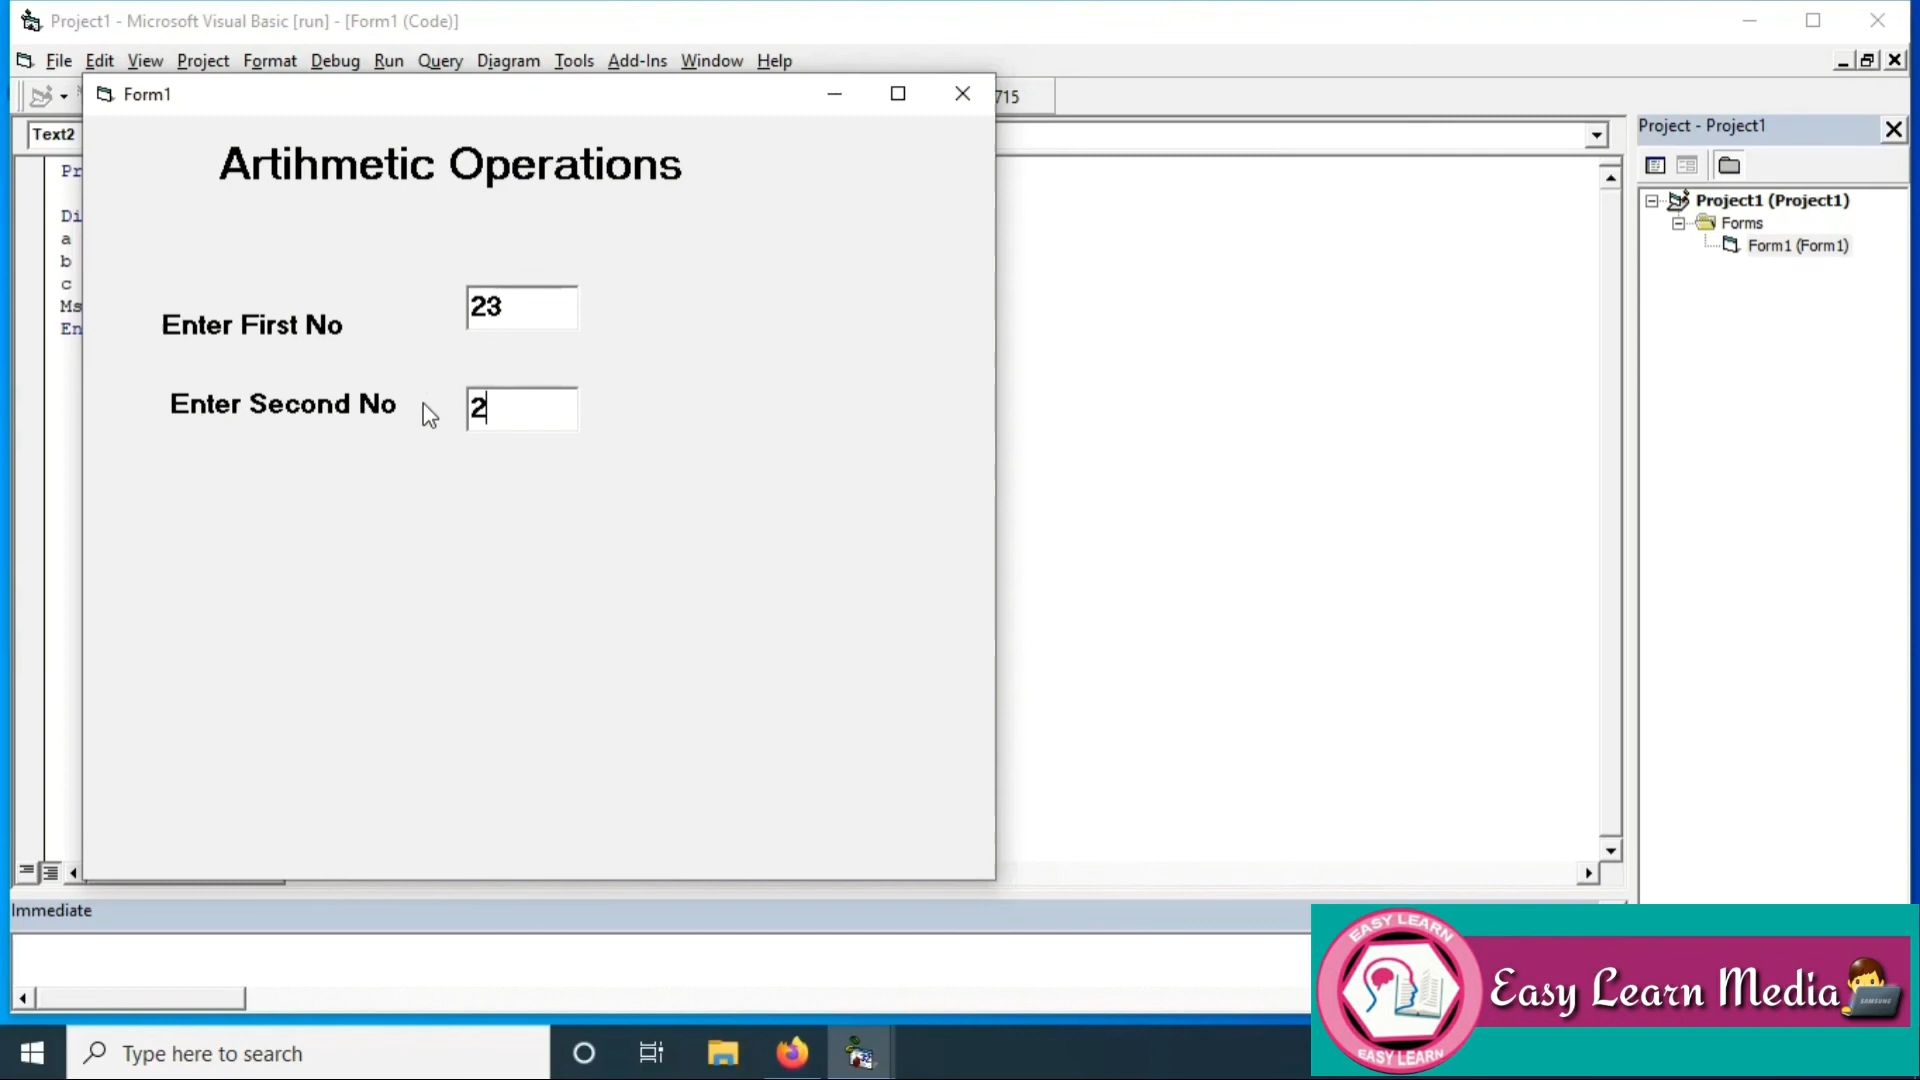 Project1 - Microsoft Visual Basic [run] - [Form1 (Code)]
File Edit View Project Format Debug Run Query Diagram Tools Add-Ins Window Help
Form1
715
Text2
Project - Project1
Artihmetic Operations
Pr
Di
a
b
c
Ms
En
Project1 (Project1)
Forms
Form1 (Form1)
23
Enter First No
Enter Second No
2
Immediate
EASY LEARN
Easy Learn Media
SAMSUNG
EASY LEARN
Type here to search